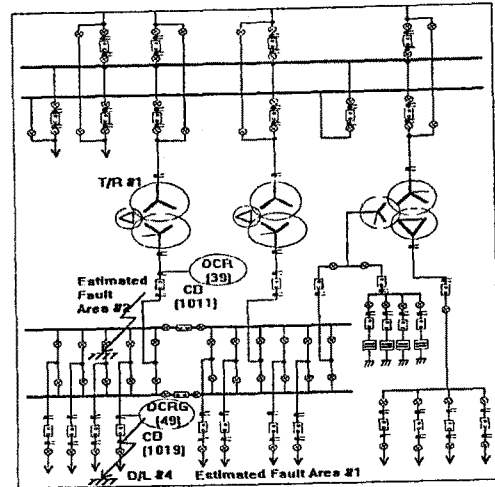 T/R #1
OCR
(39)
CB
(1011)
Estimated
Fault
Area #2
OCRG
(49)
CB
(1019)
D/L #4
Estimated Fault Area #1